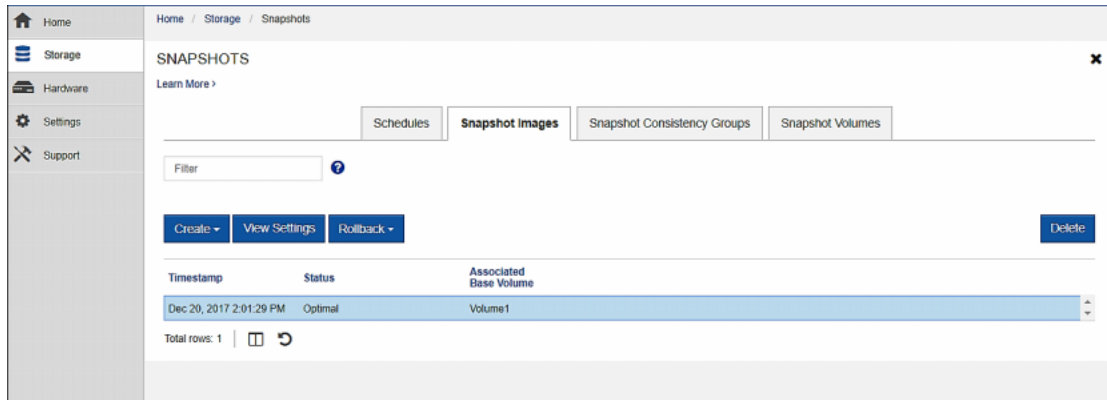 Home
Storage
Hardware
Settings
Support
Home / Storage / Snapshots
SNAPSHOTS
Learn More >
Schedules
Snapshot Images
Snapshot Consistency Groups
Snapshot Volumes
Filter
Create
View Settings
Rollback
Delete
Timestamp
Status
Associated
Base Volume
Dec 20, 2017 2:01:29 PM
Optimal
Volume1
Total rows: 1